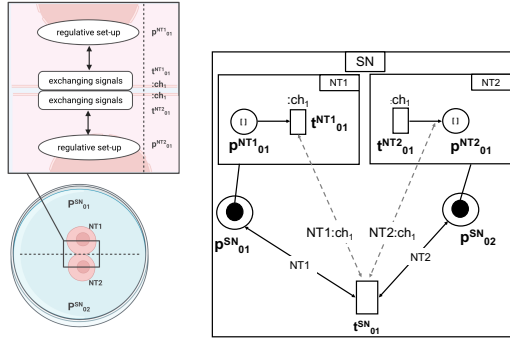 regulative set-up
p^NT1_01
t^NT1_01
exchanging signals
:ch₁
:ch₁
exchanging signals
t^NT2_01
regulative set-up
p^NT2_01
P^SN_01
NT1
NT2
P^SN_02
SN
NT1
:ch₁
[]
t^NT1_01
p^NT1_01
NT2
:ch₁
[]
t^NT2_01
p^NT2_01
p^SN_01
NT1:ch₁
NT2:ch₁
p^SN_02
NT1
NT2
t^SN_01